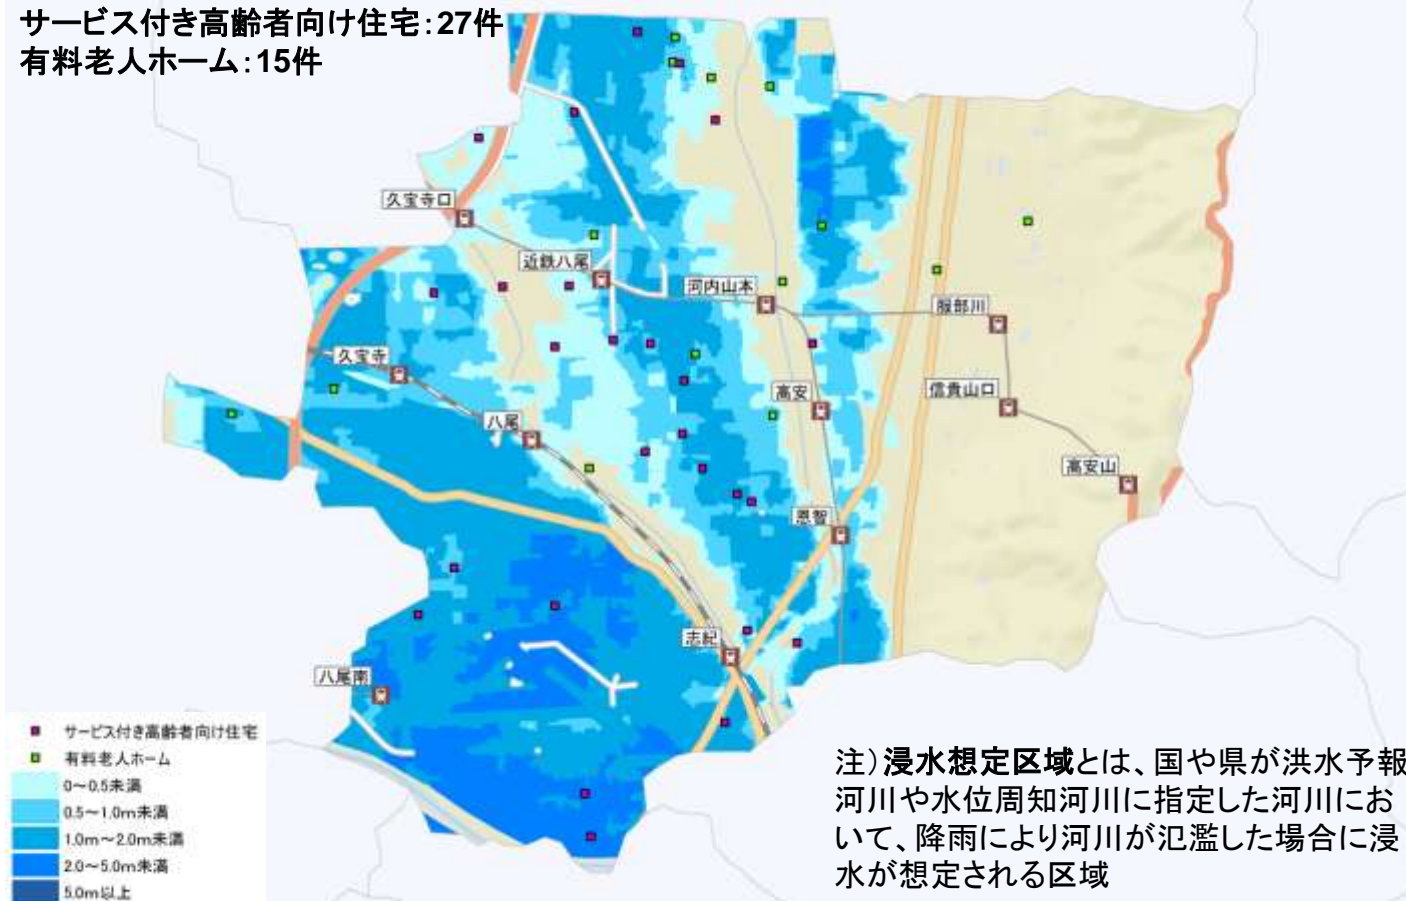 サービス付き高齢者向け住宅：27件
有料老人ホーム：15件
久宝寺口
近鉄八尾
河内山本
服部川
久宝寺
高安
信貴山口
八尾
高安山
恩智
志紀
八尾南
サービス付き高齢者向け住宅
有料老人ホーム
0～0.5未満
0.5～1.0m未満
1.0m～2.0m未満
2.0～5.0m未満
5.0m以上
注）浸水想定区域とは、国や県が洪水予報
河川や水位周知河川に指定した河川にお
いて、降雨により河川が氾濫した場合に浸
水が想定される区域